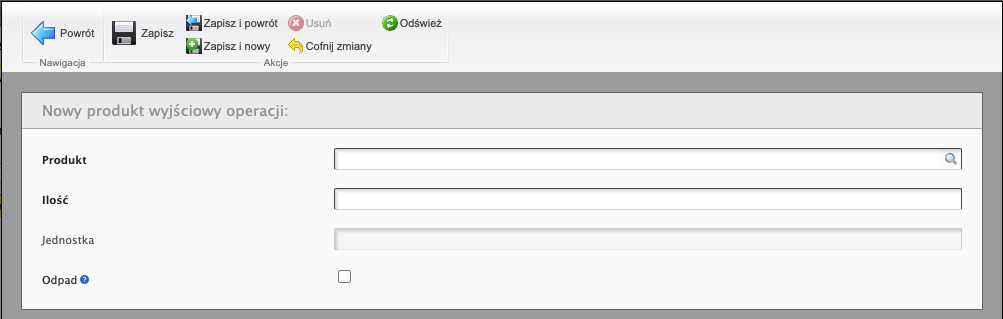 Powrót
Nawigacja
Zapisz
Zapisz i powrót
Zapisz i nowy
Usuń
Cofnij zmiany
Odśwież
Akcje
Nowy produkt wyjściowy operacji:
Produkt
Ilość
Jednostka
Odpad ?